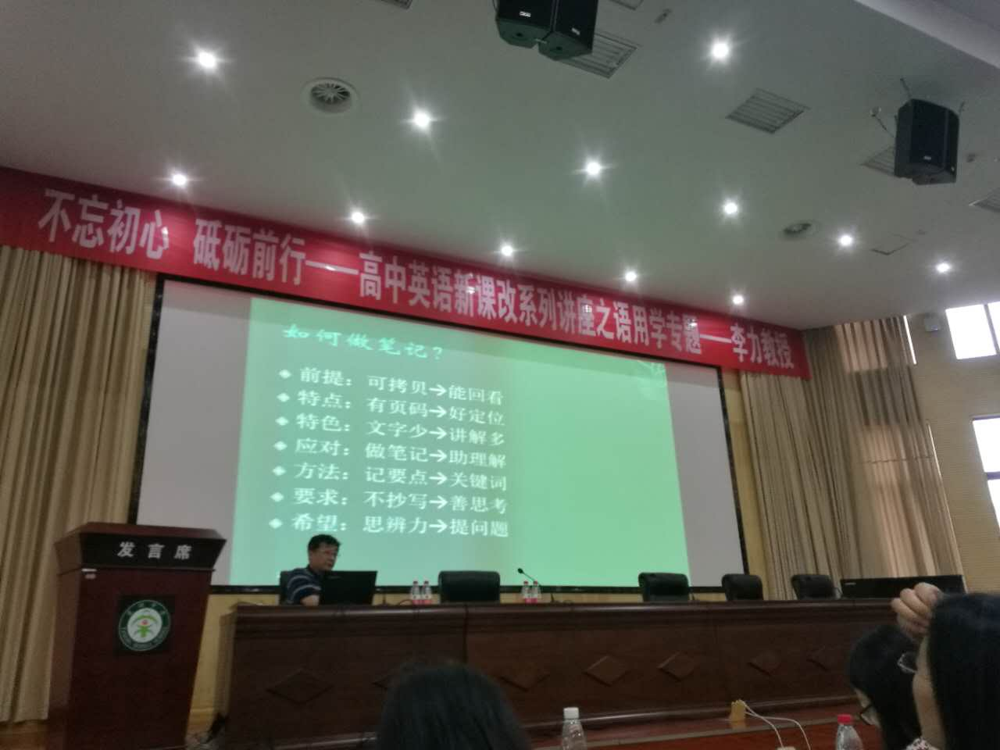 不忘初心 砥砺前行——高中英语新课改系列讲座之语用学专题——李力教授
如何做笔记?
◆ 前提：可拷贝→能回看
◆ 特点：有页码→好定位
◆ 特色：文字少→讲解多
◆ 应对：做笔记→助理解
◆ 方法：记要点→关键词
◆ 要求：不抄写→善思考
◆ 希望：思辨力→提问题
发言席